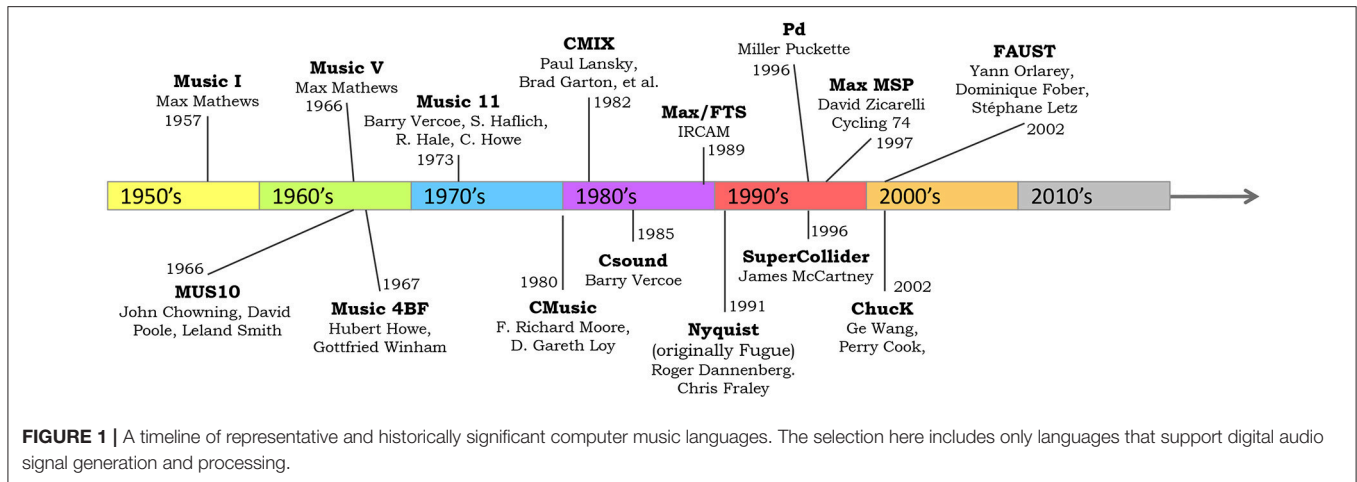 Music I
Max Mathews
1957
Music V
Max Mathews
1966
Music 11
Barry Vercoe, S. Haflich,
R. Hale, C. Howe
1973
CMIX
Paul Lansky,
Brad Garton, et al.
1982
Max/FTS
IRCAM
1989
Pd
Miller Puckette
1996
Max MSP
David Zicarelli
Cycling 74
1997
FAUST
Yann Orlarey,
Dominique Fober,
Stéphane Letz
2002
1950's
1960's
1970's
1980's
1990's
2000's
2010's
1966
MUS10
John Chowning, David
Poole, Leland Smith
1967
Music 4BF
Hubert Howe,
Gottfried Winham
1980
CMusic
F. Richard Moore,
D. Gareth Loy
1985
Csound
Barry Vercoe
1991
Nyquist
(originally Fugue)
Roger Dannenberg.
Chris Fraley
1996
SuperCollider
James McCartney
2002
ChucK
Ge Wang,
Perry Cook,
FIGURE 1 | A timeline of representative and historically significant computer music languages. The selection here includes only languages that support digital audio
signal generation and processing.